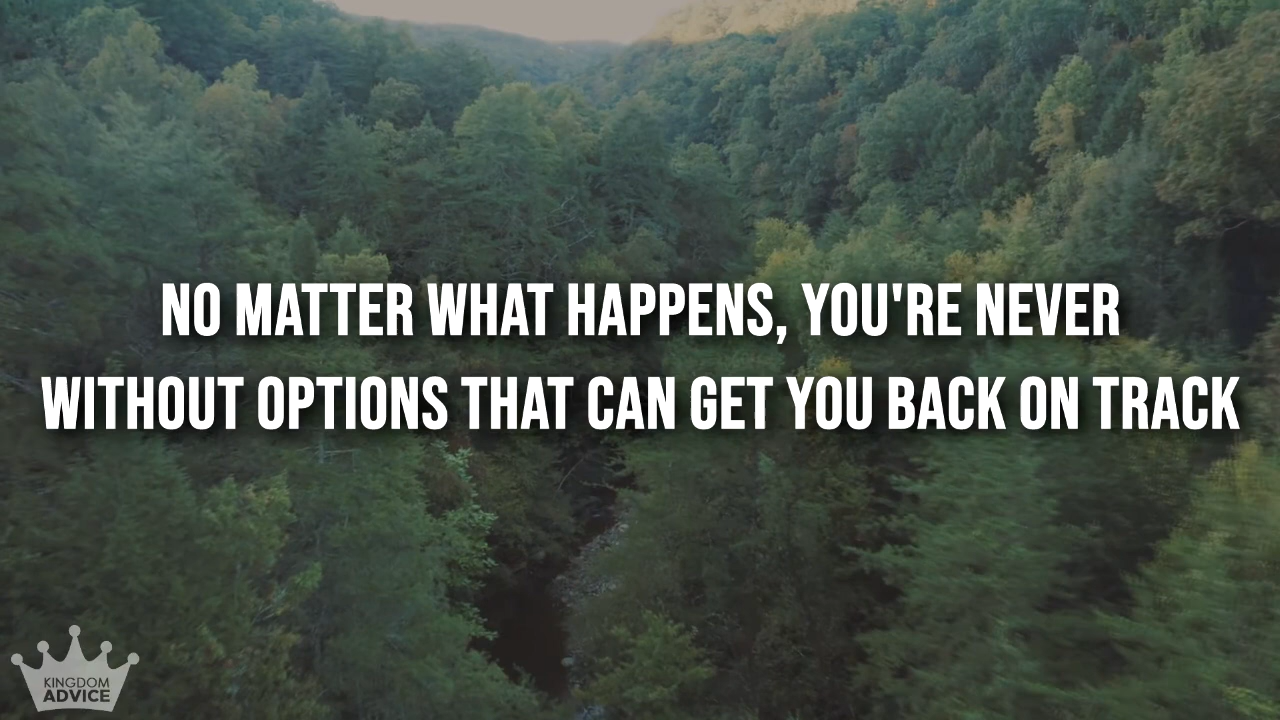 NO MATTER WHAT HAPPENS, YOU'RE NEVER
WITHOUT OPTIONS THAT CAN GET YOU BACK ON TRACK
KINGDOM
ADVICE